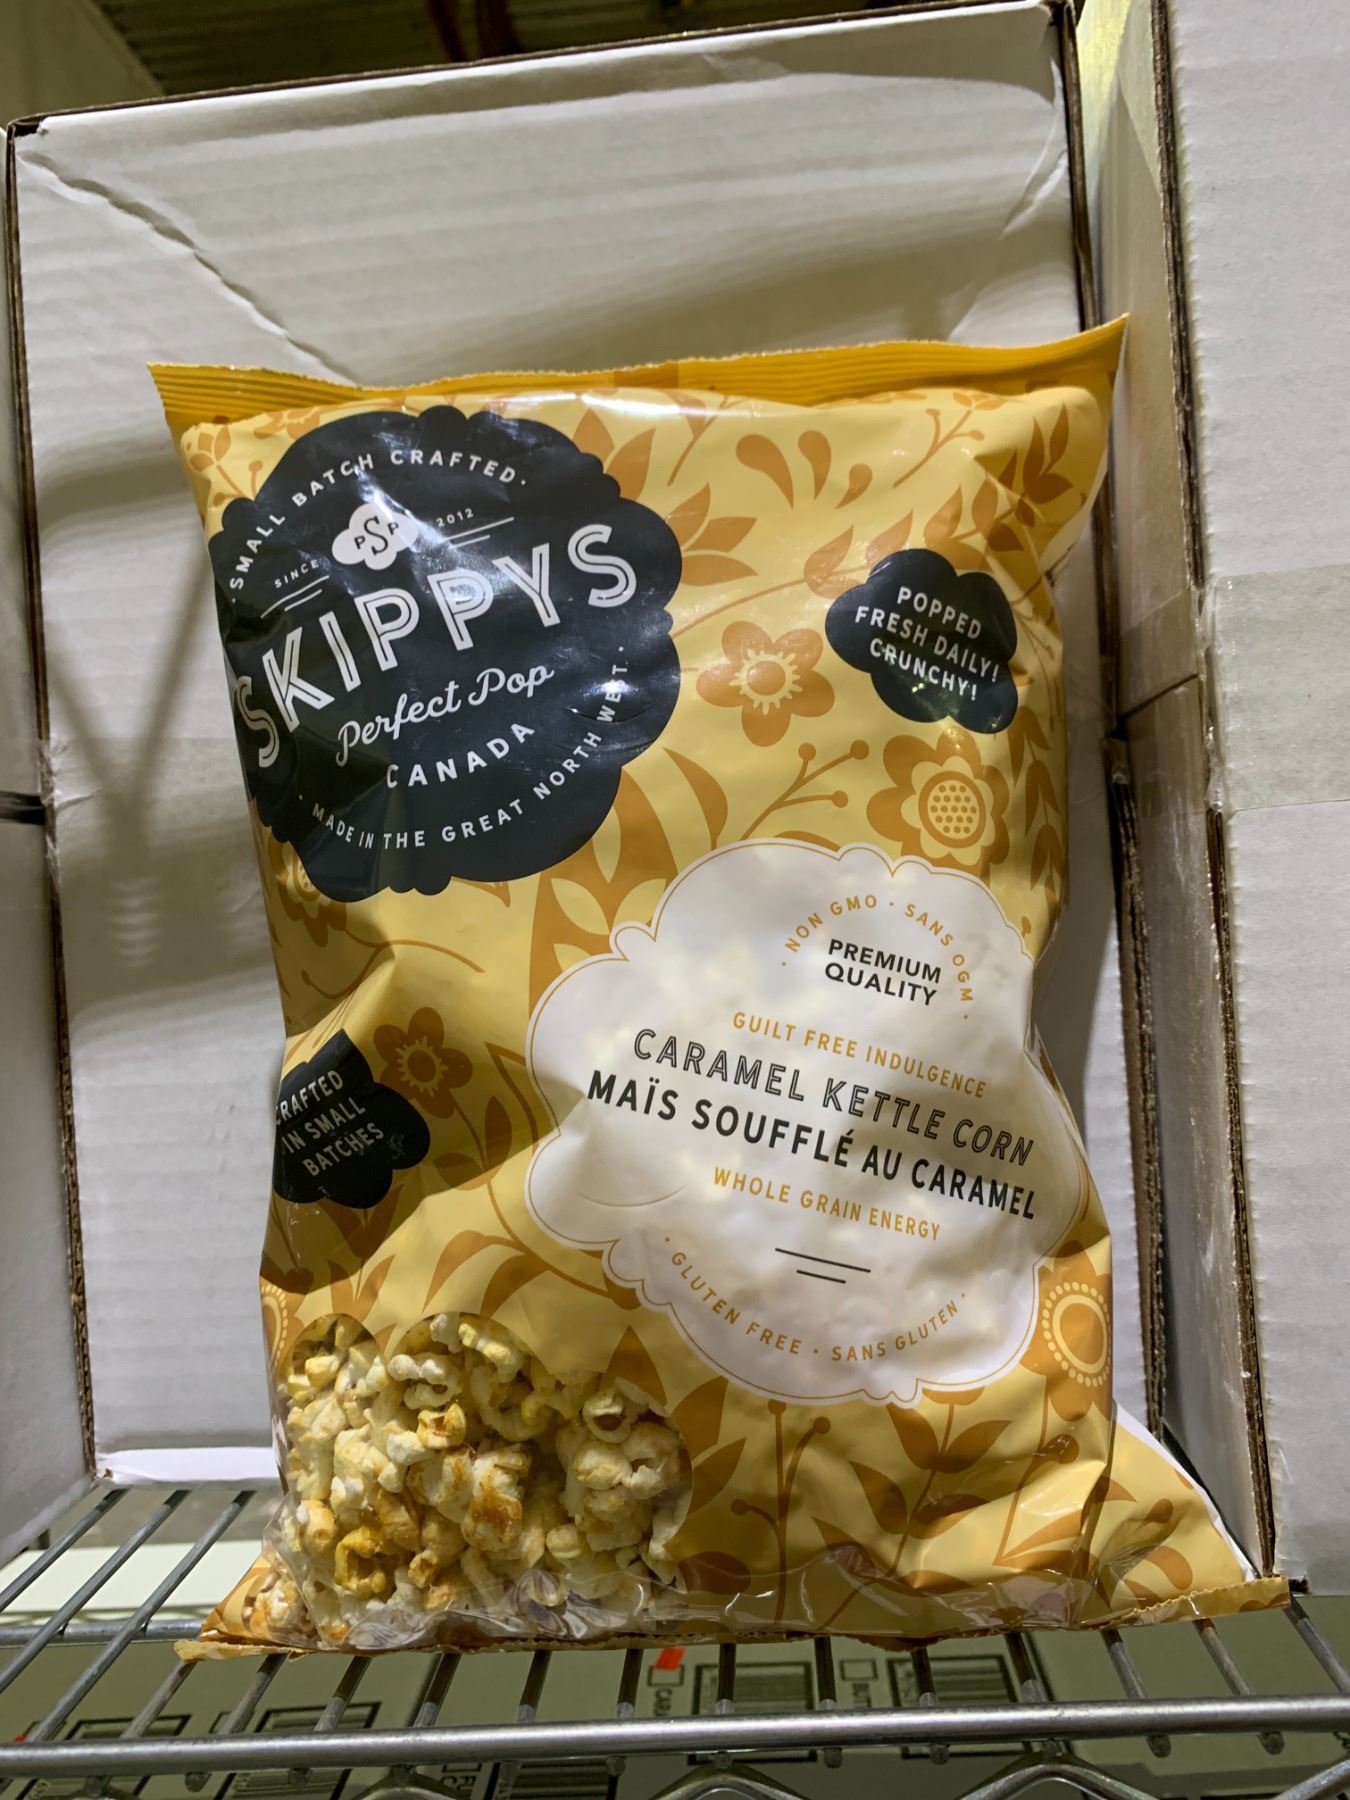 SMALL BATCH CRAFTED.
PSP
SINCE 2012
SKIPPYS
Perfect Pop
CANADA
· MADE IN THE GREAT NORTH WEST ·
POPPED
FRESH DAILY!
CRUNCHY!
· NON GMO · SANS OGM ·
PREMIUM
QUALITY
GUILT FREE INDULGENCE
CARAMEL KETTLE CORN
MAÏS SOUFFLÉ AU CARAMEL
WHOLE GRAIN ENERGY
· GLUTEN FREE · SANS GLUTEN ·
CRAFTED
IN SMALL
BATCHES